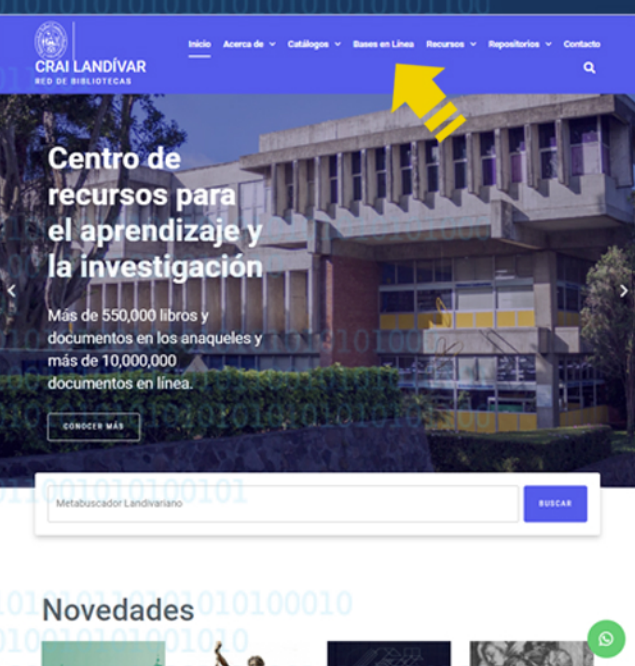 Inicio Acerca de Catálogos Bases en Línea Recursos Repositorios Contacto
CRAI LANDÍVAR
RED DE BIBLIOTECAS
Centro de
recursos para
el aprendizaje y
la investigación
Más de 550,000 libros y
documentos en los anaqueles y
más de 10,000,000
documentos en línea.
CONOCER MÁS
Metabuscador Landivariano
BUSCAR
Novedades